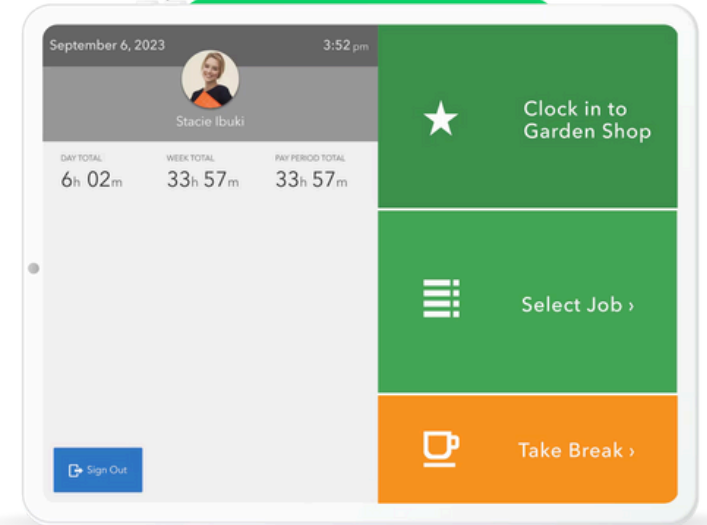 September 6, 2023 3:52 pm
Stacie Ibuki
DAY TOTAL WEEK TOTAL PAY PERIOD TOTAL
6h 02m 33h 57m 33h 57m
Clock in to
Garden Shop
Select Job ›
Take Break ›
Sign Out